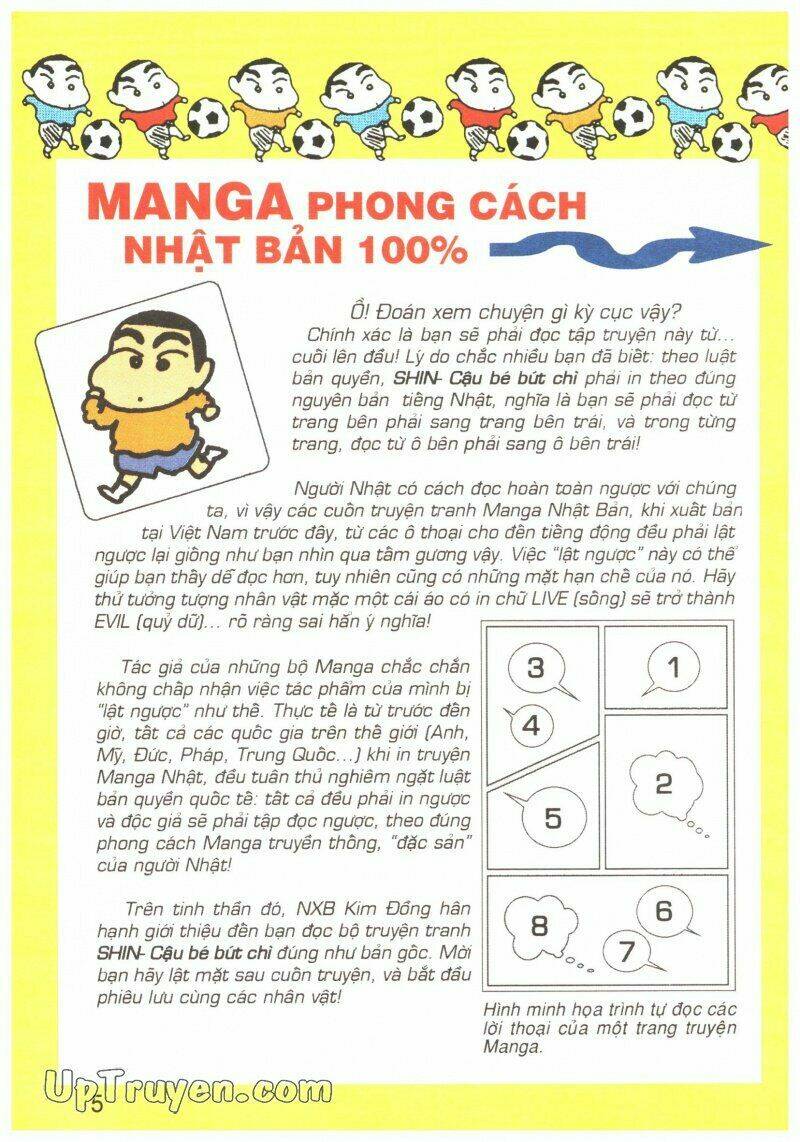 MANGA PHONG CÁCH
NHẬT BẢN 100%
Ồ! Đoán xem chuyện gì kỳ cục vậy?
Chính xác là bạn sẽ phải đọc tập truyện này từ...
cuối lên đầu! Lý do chắc nhiều bạn đã biết: theo luật
bản quyền, SHIN- Cậu bé bút chì phải in theo đúng
nguyên bản tiếng Nhật, nghĩa là bạn sẽ phải đọc từ
trang bên phải sang trang bên trái, và trong từng
trang, đọc từ ô bên phải sang ô bên trái!
Người Nhật có cách đọc hoàn toàn ngược với chúng
ta, vì vậy các cuốn truyện tranh Manga Nhật Bản, khi xuất bản
tại Việt Nam trước đây, từ các ô thoại cho đến tiếng động đều phải lật
ngược lại giống như bạn nhìn qua tấm gương vậy. Việc "lật ngược" này có thể
giúp bạn thấy dễ đọc hơn, tuy nhiên cũng có những mặt hạn chế của nó. Hãy
thử tưởng tượng nhân vật mặc một cái áo có in chữ LIVE (sống) sẽ trở thành
EVIL (quỷ dữ)... rõ ràng sai hẳn ý nghĩa!
Tác giả của những bộ Manga chắc chắn
không chấp nhận việc tác phẩm của mình bị
"lật ngược" như thế. Thực tế là từ trước đến
giờ, tất cả các quốc gia trên thế giới (Anh,
Mỹ, Đức, Pháp, Trung Quốc...) khi in truyện
Manga Nhật, đều tuân thủ nghiêm ngặt luật
bản quyền quốc tế: tất cả đều phải in ngược
và độc giả sẽ phải tập đọc ngược, theo đúng
phong cách Manga truyền thống, "đặc sản"
của người Nhật!
Trên tinh thần đó, NXB Kim Đồng hân
hạnh giới thiệu đến bạn đọc bộ truyện tranh
SHIN- Cậu bé bút chì đúng như bản gốc. Mời
bạn hãy lật mặt sau cuốn truyện, và bắt đầu
phiêu lưu cùng các nhân vật!
1
2
3
4
5
6
7
8
Hình minh họa trình tự đọc các
lời thoại của một trang truyện
Manga.
UpTruyen.com
5